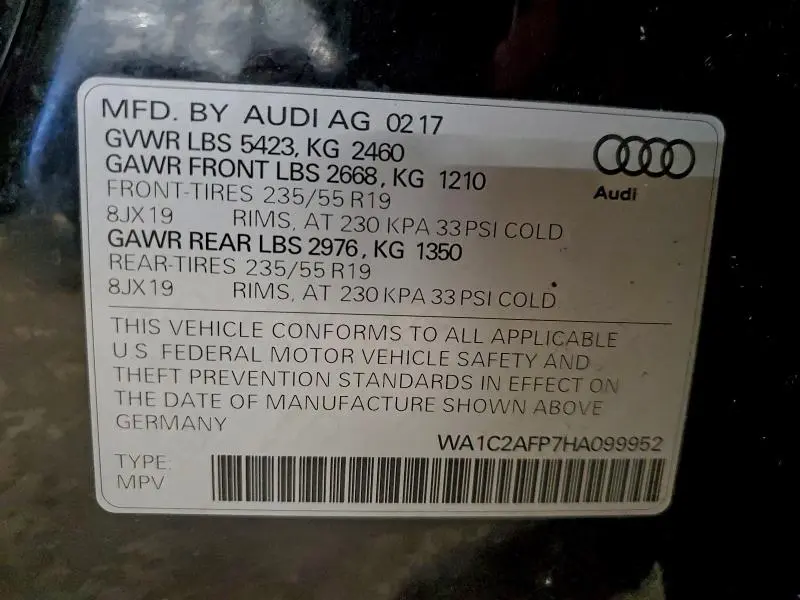 MFD. BY AUDI AG 02 17
GVWR LBS 5423, KG 2460
GAWR FRONT LBS 2668, KG 1210
FRONT-TIRES 235/55 R19
8JX19 RIMS, AT 230 KPA 33 PSI COLD
GAWR REAR LBS 2976, KG 1350
REAR-TIRES 235/55 R19
8JX19 RIMS, AT 230 KPA 33 PSI COLD
Audi
THIS VEHICLE CONFORMS TO ALL APPLICABLE
U.S. FEDERAL MOTOR VEHICLE SAFETY AND
THEFT PREVENTION STANDARDS IN EFFECT ON
THE DATE OF MANUFACTURE SHOWN ABOVE
GERMANY
WA1C2AFP7HA099952
TYPE:
MPV